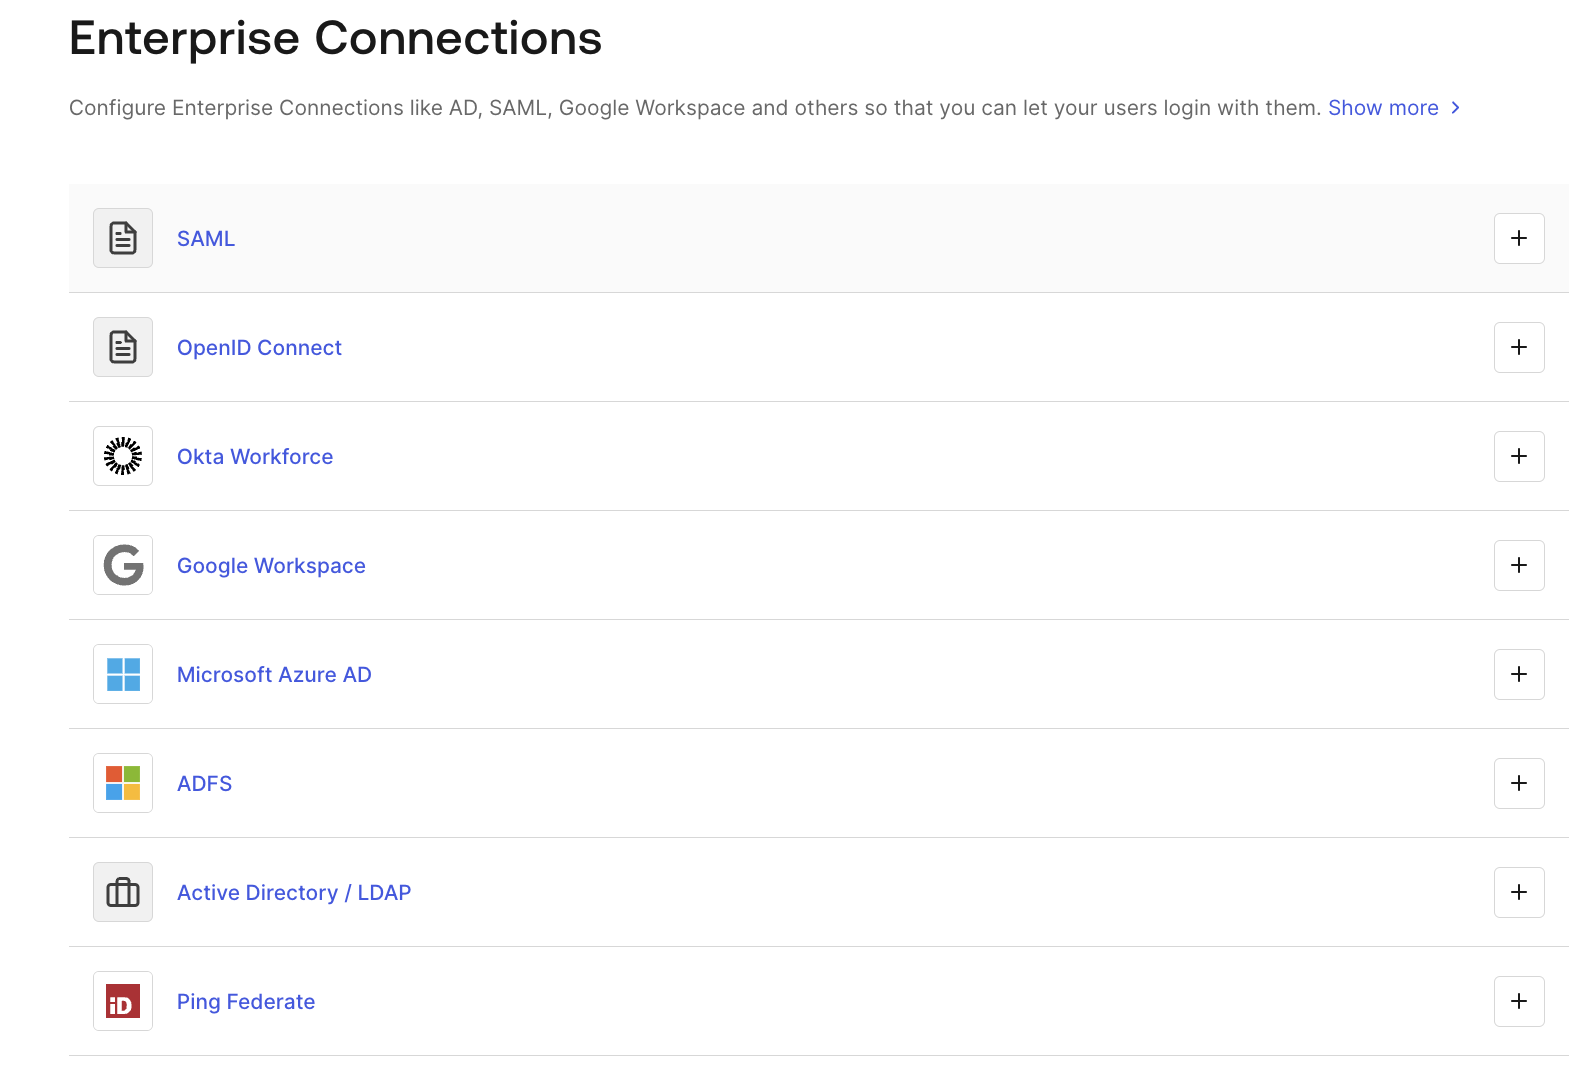 Enterprise Connections
Configure Enterprise Connections like AD, SAML, Google Workspace and others so that you can let your users login with them. Show more
SAML
OpenID Connect
Okta Workforce
Google Workspace
Microsoft Azure AD
ADFS
Active Directory / LDAP
iD
Ping Federate